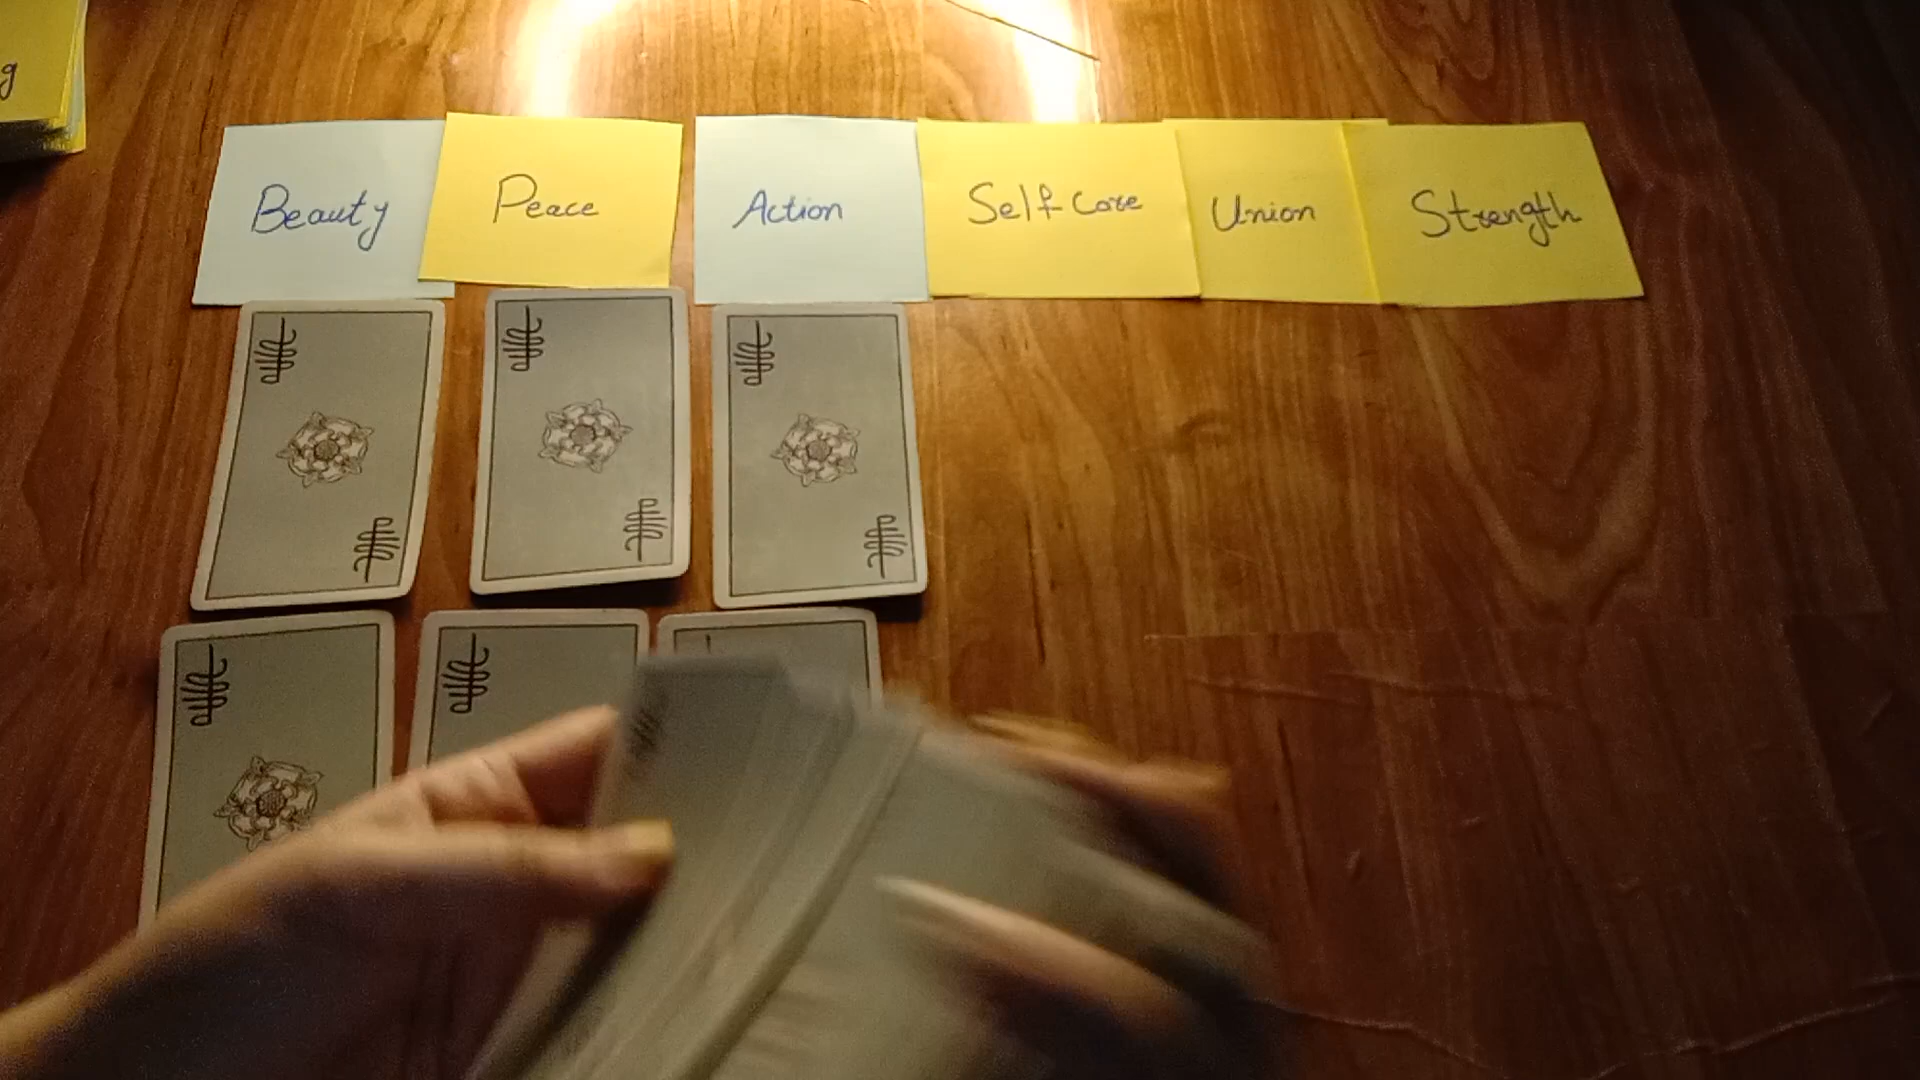 g
Beauty
Peace
Action
Self Care
Union
Strength